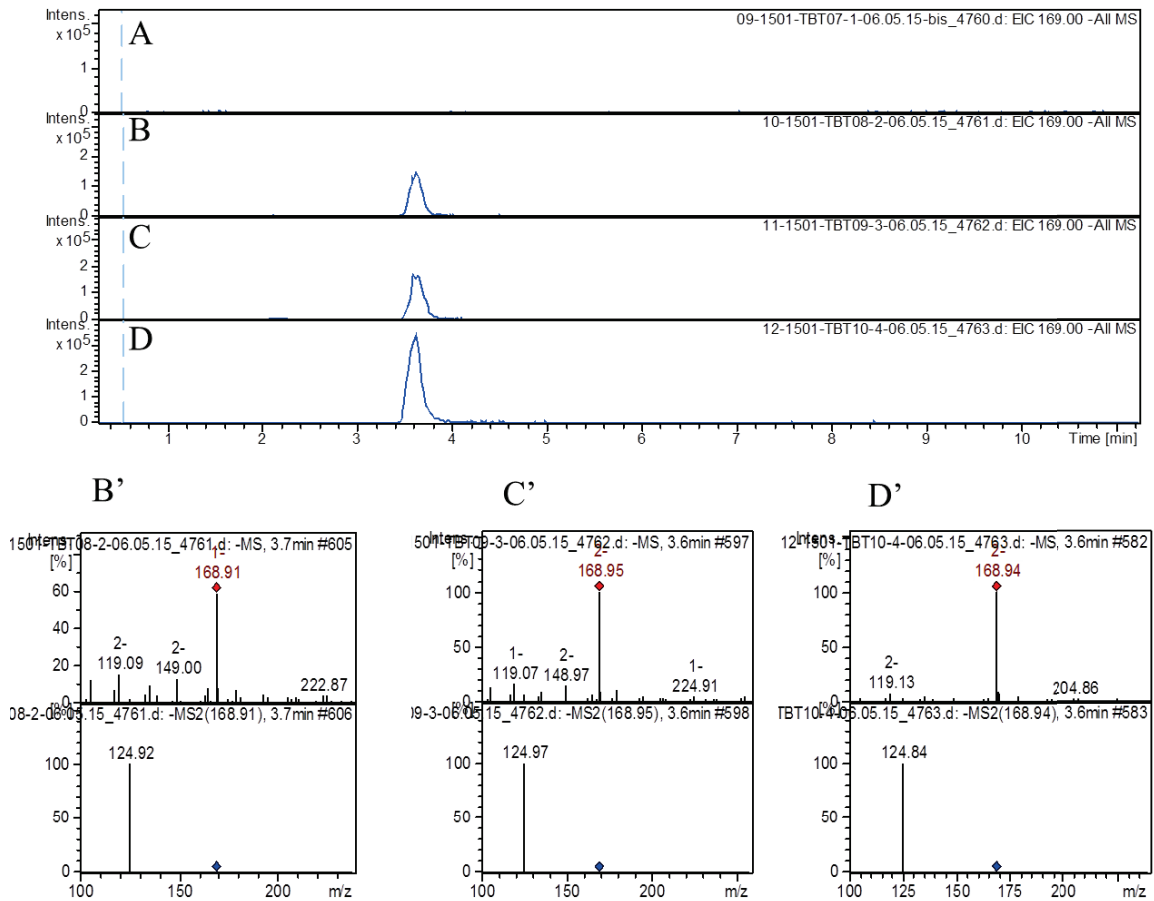 Intens.
x 10⁵
A
09-1501-TBT07-1-06.05.15-bis_4760.d: EIC 169.00 -All MS
1
0
Intens.
x 10⁵
B
10-1501-TBT08-2-06.05.15_4761.d: EIC 169.00 -All MS
2
1
0
Intens.
x 10⁵
C
11-1501-TBT09-3-06.05.15_4762.d: EIC 169.00 -All MS
2
1
0
Intens.
x 10⁵
D
12-1501-TBT10-4-06.05.15_4763.d: EIC 169.00 -All MS
2
1
0
1 2 3 4 5 6 7 8 9 10 Time [min]
B’
Intens.
[%]
1501-TBT08-2-06.05.15_4761.d: -MS, 3.7min #605
1-
168.91
60
40
20
0
2-
119.09
2-
149.00
222.87
[%]
08-2-06.05.15_4761.d: -MS2(168.91), 3.7min #606
124.92
100
50
0
100 150 200 m/z
C’
Intens.
[%]
501-TBT09-3-06.05.15_4762.d: -MS, 3.6min #597
2-
168.95
100
50
0
1-
119.07
2-
148.97
1-
224.91
[%]
09-3-06.05.15_4762.d: -MS2(168.95), 3.6min #598
124.97
100
50
0
100 150 200 m/z
D’
Intens.
[%]
12-1501-TBT10-4-06.05.15_4763.d: -MS, 3.6min #582
2-
168.94
100
50
0
2-
119.13
204.86
[%]
TBT10-4-06.05.15_4763.d: -MS2(168.94), 3.6min #583
124.84
100
50
0
100 125 150 175 200 m/z